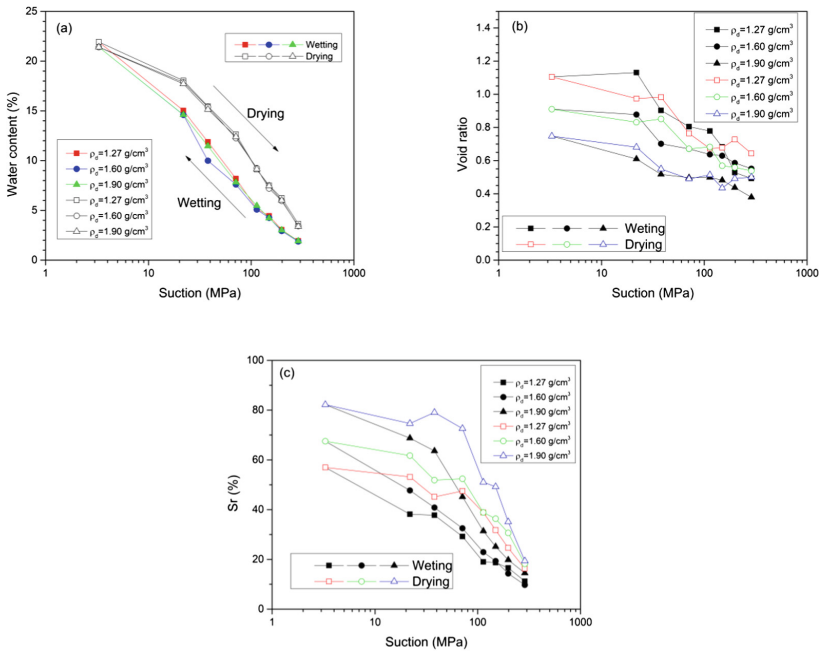 (a)
25
20
15
10
5
0
Water content (%)
Wetting
Drying
Drying
Wetting
ρd=1.27 g/cm³
ρd=1.60 g/cm³
ρd=1.90 g/cm³
ρd=1.27 g/cm³
ρd=1.60 g/cm³
ρd=1.90 g/cm³
1 10 100 1000
Suction (MPa)
(b)
1.4
1.2
1.0
0.8
0.6
0.4
0.2
0.0
Void ratio
ρd=1.27 g/cm³
ρd=1.60 g/cm³
ρd=1.90 g/cm³
ρd=1.27 g/cm³
ρd=1.60 g/cm³
ρd=1.90 g/cm³
Weting
Drying
1 10 100 1000
Suction (MPa)
(c)
100
80
60
40
20
0
Sr (%)
ρd=1.27 g/cm³
ρd=1.60 g/cm³
ρd=1.90 g/cm³
ρd=1.27 g/cm³
ρd=1.60 g/cm³
ρd=1.90 g/cm³
Weting
Drying
1 10 100 1000
Suction (MPa)